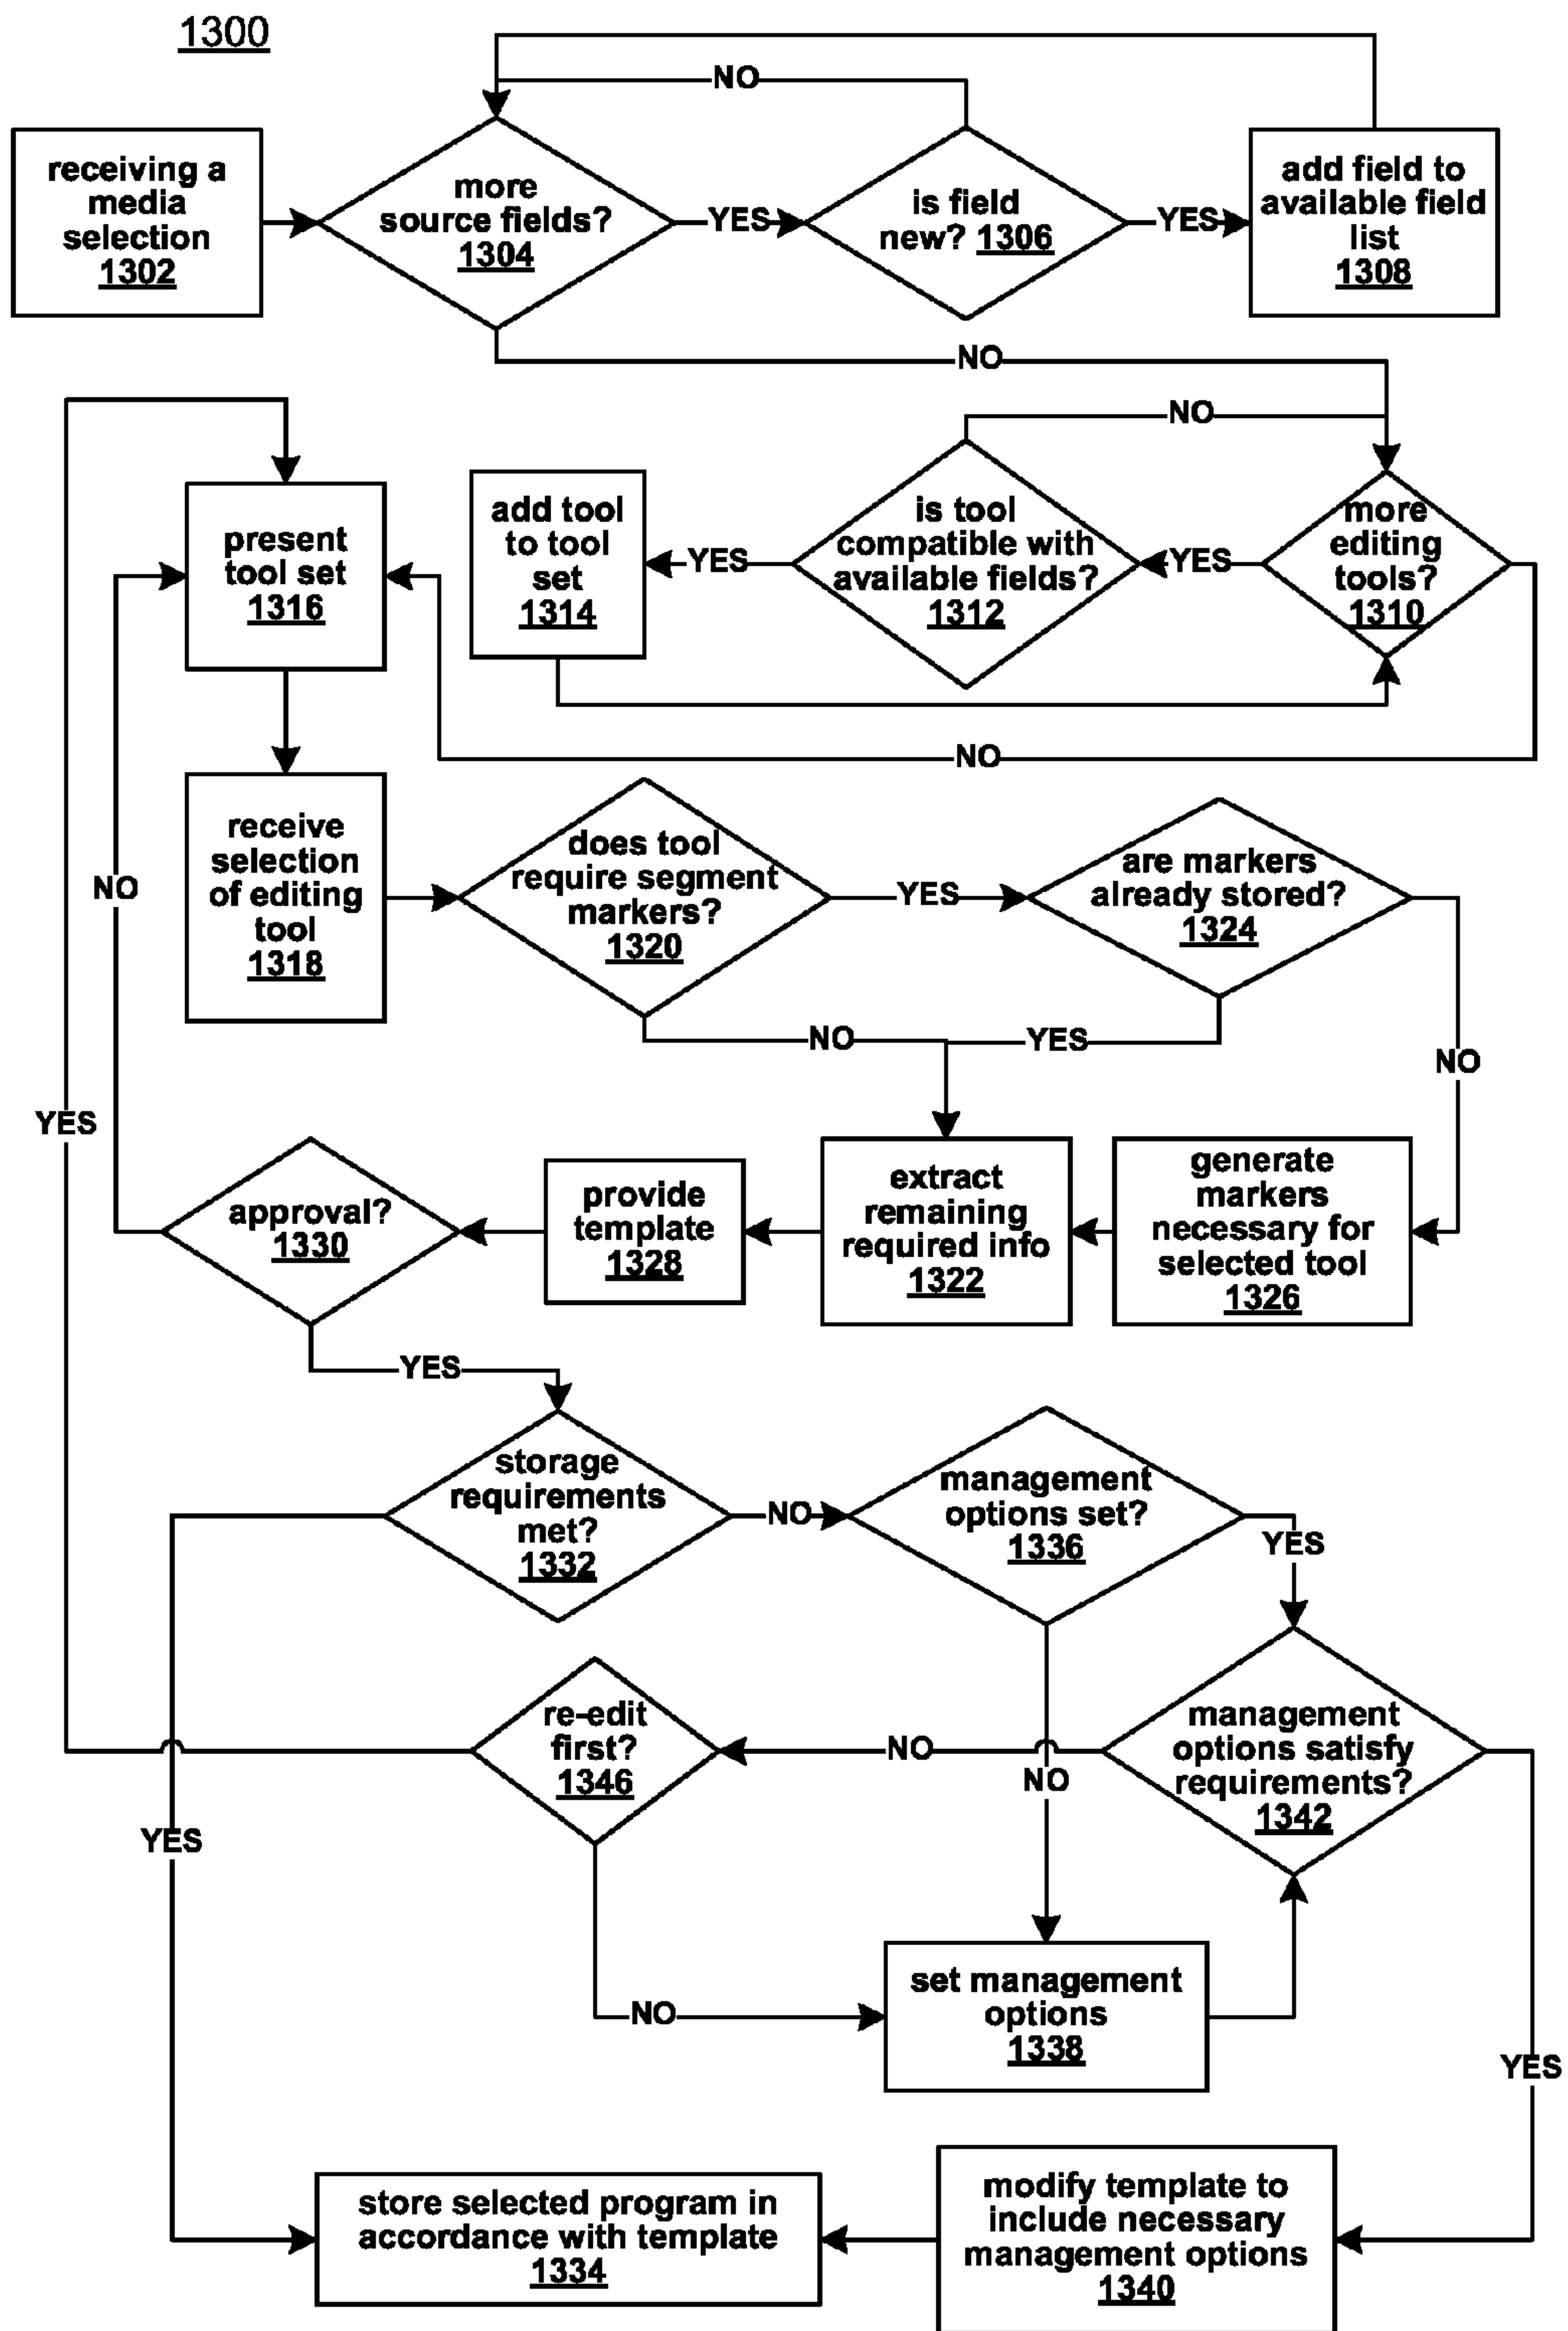 1300
NO
receiving a
media
selection
1302
more
source fields?
1304
YES
is field
new? 1306
YES
add field to
available field
list
1308
NO
NO
present
tool set
1316
add tool
to tool
set
1314
YES
is tool
compatible with
available fields?
1312
YES
more
editing
tools?
1310
NO
receive
selection
of editing
tool
1318
does tool
require segment
markers?
1320
YES
are markers
already stored?
1324
NO
NO
YES
NO
YES
approval?
1330
provide
template
1328
extract
remaining
required info
1322
generate
markers
necessary for
selected tool
1326
YES
storage
requirements
met?
1332
NO
management
options set?
1336
YES
re-edit
first?
1346
NO
NO
management
options satisfy
requirements?
1342
YES
NO
set management
options
1338
YES
store selected program in
accordance with template
1334
modify template to
include necessary
management options
1340